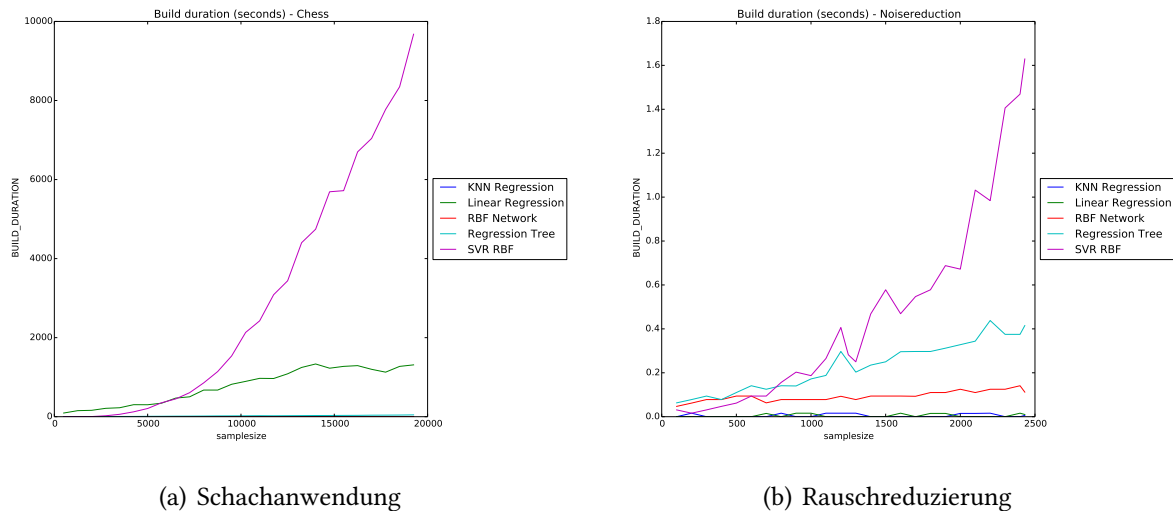 Build duration (seconds) - Chess
10000
8000
6000
4000
2000
0
0
5000
10000
15000
20000
BUILD_DURATION
samplesize
KNN Regression
Linear Regression
RBF Network
Regression Tree
SVR RBF
(a) Schachanwendung
Build duration (seconds) - Noisereduction
1.8
1.6
1.4
1.2
1.0
0.8
0.6
0.4
0.2
0.0
0
500
1000
1500
2000
2500
BUILD_DURATION
samplesize
KNN Regression
Linear Regression
RBF Network
Regression Tree
SVR RBF
(b) Rauschreduzierung